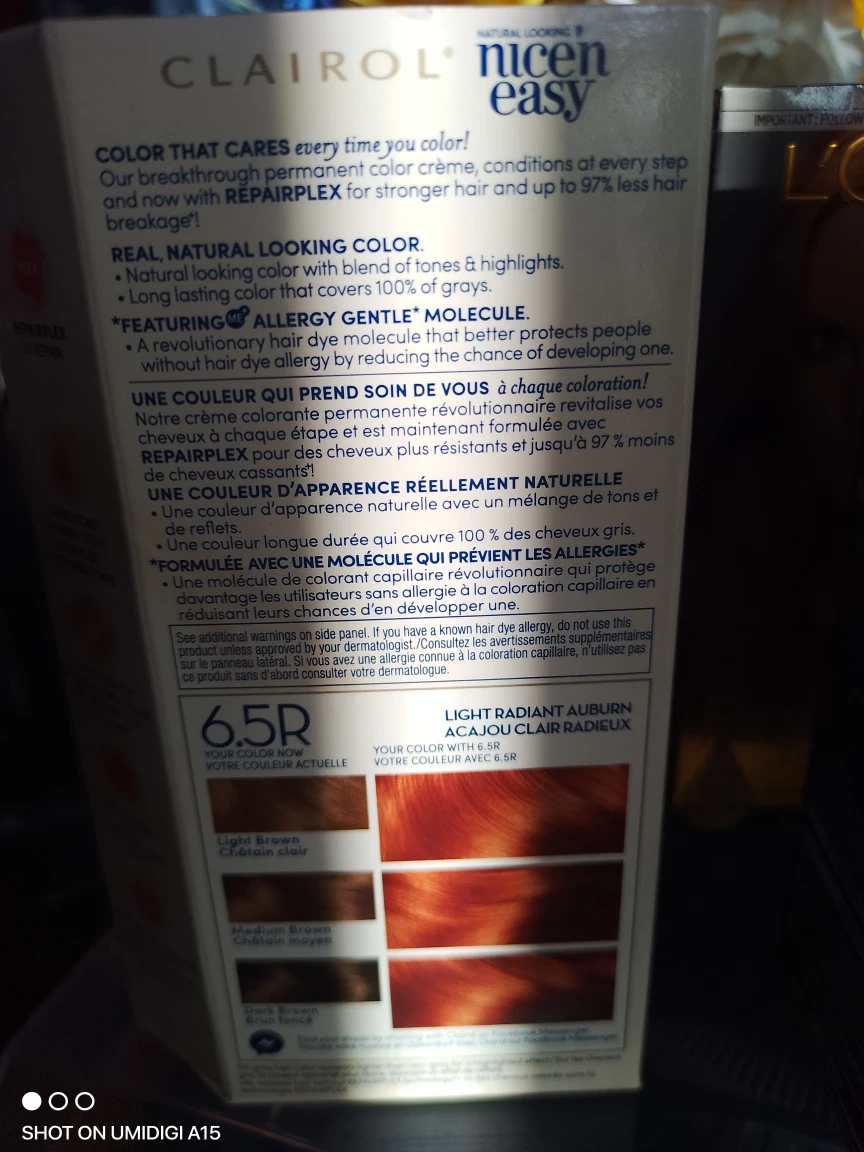 CLAIROL®
NATURAL LOOKING
nice'n
easy
IMPORTANT: FOLLOW
L'O
COLOR THAT CARES every time you color!
Our breakthrough permanent color crème, conditions at every step
and now with REPAIRPLEX for stronger hair and up to 97% less hair
breakage‡!
REAL, NATURAL LOOKING COLOR.
• Natural looking color with blend of tones & highlights.
• Long lasting color that covers 100% of grays.
*FEATURING ME+ ALLERGY GENTLE* MOLECULE.
• A revolutionary hair dye molecule that better protects people
without hair dye allergy by reducing the chance of developing one.
UNE COULEUR QUI PREND SOIN DE VOUS à chaque coloration!
Notre crème colorante permanente révolutionnaire revitalise vos
cheveux à chaque étape et est maintenant formulée avec
REPAIRPLEX pour des cheveux plus résistants et jusqu'à 97 % moins
de cheveux cassants‡!
UNE COULEUR D'APPARENCE RÉELLEMENT NATURELLE
• Une couleur d'apparence naturelle avec un mélange de tons et
de reflets.
• Une couleur longue durée qui couvre 100 % des cheveux gris.
*FORMULÉE AVEC UNE MOLÉCULE QUI PRÉVIENT LES ALLERGIES*
• Une molécule de colorant capillaire révolutionnaire qui protège
davantage les utilisateurs sans allergie à la coloration capillaire en
réduisant leurs chances d'en développer une.
See additional warnings on side panel. If you have a known hair dye allergy, do not use this
product unless approved by your dermatologist./Consultez les avertissements supplémentaires
sur le panneau latéral. Si vous avez une allergie connue à la coloration capillaire, n'utilisez pas
ce produit sans d'abord consulter votre dermatologue.
6.5R
LIGHT RADIANT AUBURN
ACAJOU CLAIR RADIEUX
YOUR COLOR NOW
VOTRE COULEUR ACTUELLE
YOUR COLOR WITH 6.5R
VOTRE COULEUR AVEC 6.5R
Light Brown
Châtain clair
Medium Brown
Châtain moyen
Dark Brown
Brun foncé
Find your shade by chatting with Clairol on Facebook Messenger.
REPAIRPLEX
SHOT ON UMIDIGI A15